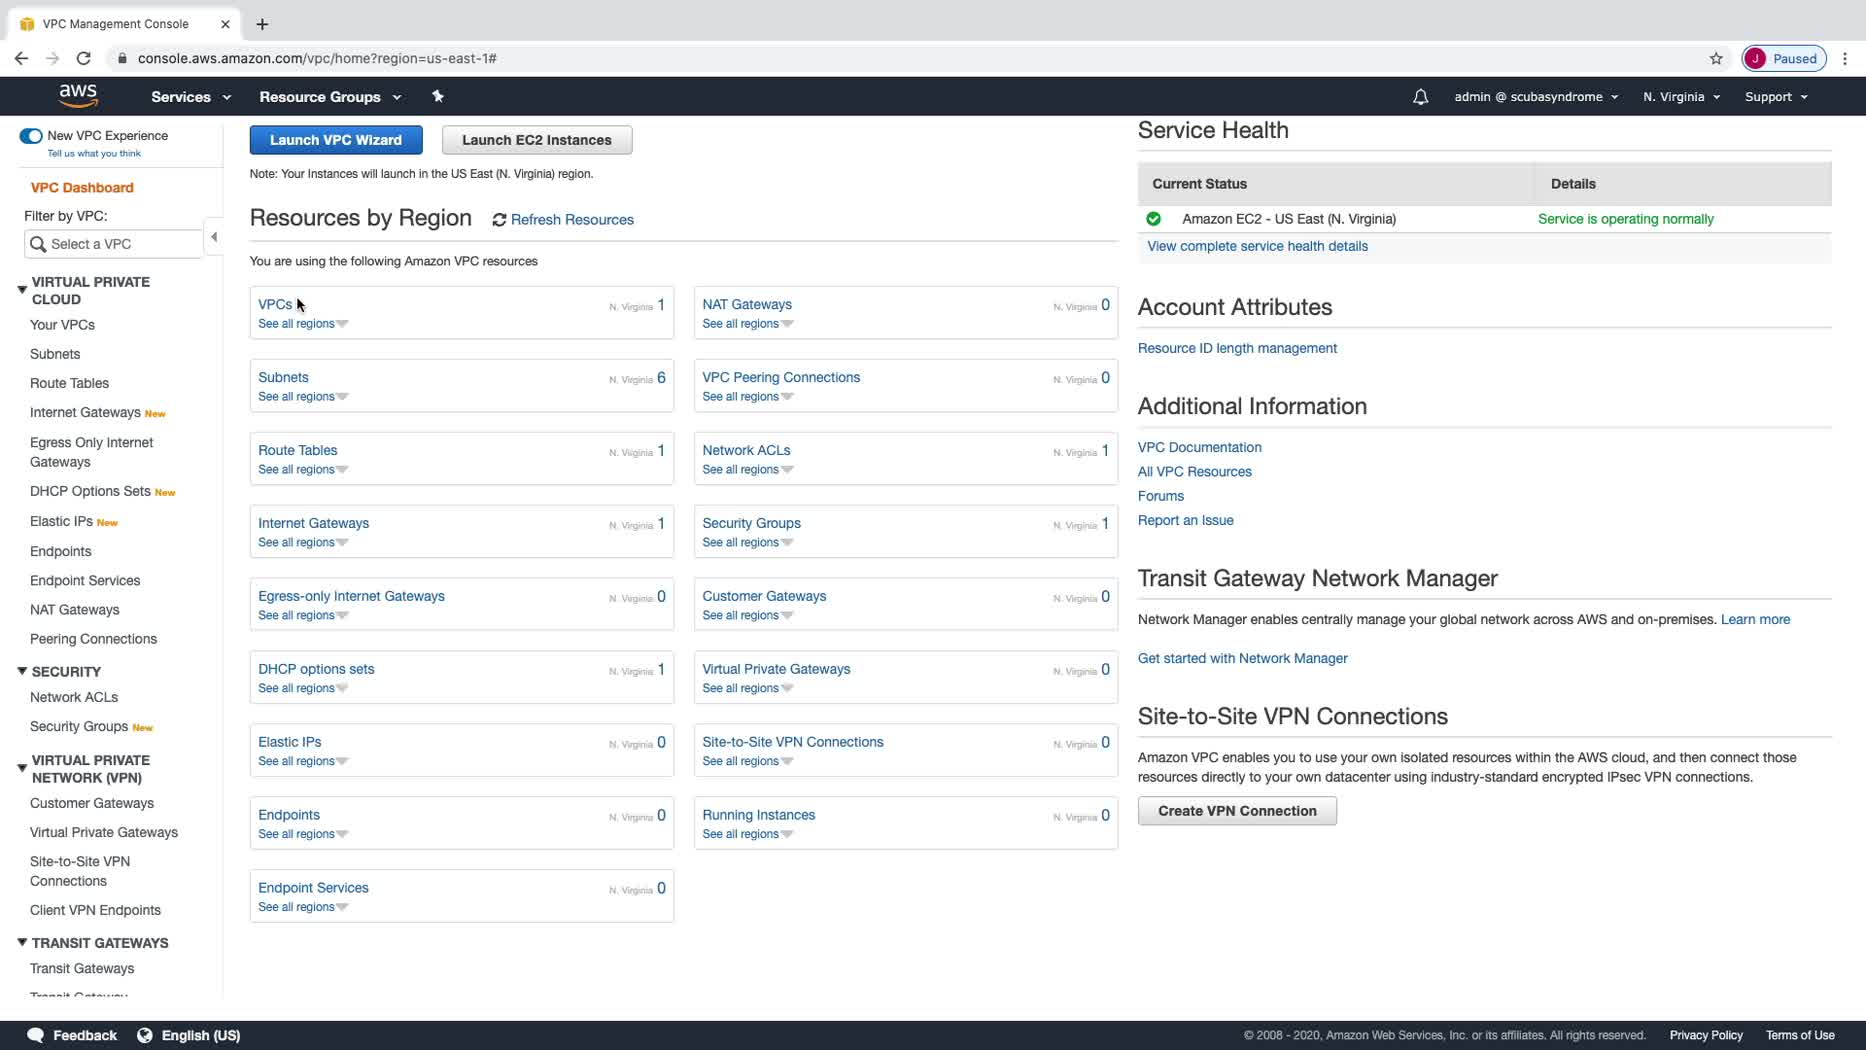 VPC Management Console
console.aws.amazon.com/vpc/home?region=us-east-1#
J Paused
aws Services Resource Groups admin @ scubasyndrome N. Virginia Support
New VPC Experience
Tell us what you think
VPC Dashboard
Filter by VPC:
Select a VPC
VIRTUAL PRIVATE
CLOUD
Your VPCs
Subnets
Route Tables
Internet Gateways New
Egress Only Internet
Gateways
DHCP Options Sets New
Elastic IPs New
Endpoints
Endpoint Services
NAT Gateways
Peering Connections
SECURITY
Network ACLs
Security Groups New
VIRTUAL PRIVATE
NETWORK (VPN)
Customer Gateways
Virtual Private Gateways
Site-to-Site VPN
Connections
Client VPN Endpoints
TRANSIT GATEWAYS
Transit Gateways
Transit Gateway
Launch VPC Wizard Launch EC2 Instances
Note: Your Instances will launch in the US East (N. Virginia) region.
Resources by Region Refresh Resources
You are using the following Amazon VPC resources
VPCs N. Virginia 1
See all regions
NAT Gateways N. Virginia 0
See all regions
Subnets N. Virginia 6
See all regions
VPC Peering Connections N. Virginia 0
See all regions
Route Tables N. Virginia 1
See all regions
Network ACLs N. Virginia 1
See all regions
Internet Gateways N. Virginia 1
See all regions
Security Groups N. Virginia 1
See all regions
Egress-only Internet Gateways N. Virginia 0
See all regions
Customer Gateways N. Virginia 0
See all regions
DHCP options sets N. Virginia 1
See all regions
Virtual Private Gateways N. Virginia 0
See all regions
Elastic IPs N. Virginia 0
See all regions
Site-to-Site VPN Connections N. Virginia 0
See all regions
Endpoints N. Virginia 0
See all regions
Running Instances N. Virginia 0
See all regions
Endpoint Services N. Virginia 0
See all regions
Service Health
Current Status Details
Amazon EC2 - US East (N. Virginia) Service is operating normally
View complete service health details
Account Attributes
Resource ID length management
Additional Information
VPC Documentation
All VPC Resources
Forums
Report an Issue
Transit Gateway Network Manager
Network Manager enables centrally manage your global network across AWS and on-premises. Learn more
Get started with Network Manager
Site-to-Site VPN Connections
Amazon VPC enables you to use your own isolated resources within the AWS cloud, and then connect those
resources directly to your own datacenter using industry-standard encrypted IPsec VPN connections.
Create VPN Connection
Feedback English (US) © 2008 - 2020, Amazon Web Services, Inc. or its affiliates. All rights reserved. Privacy Policy Terms of Use